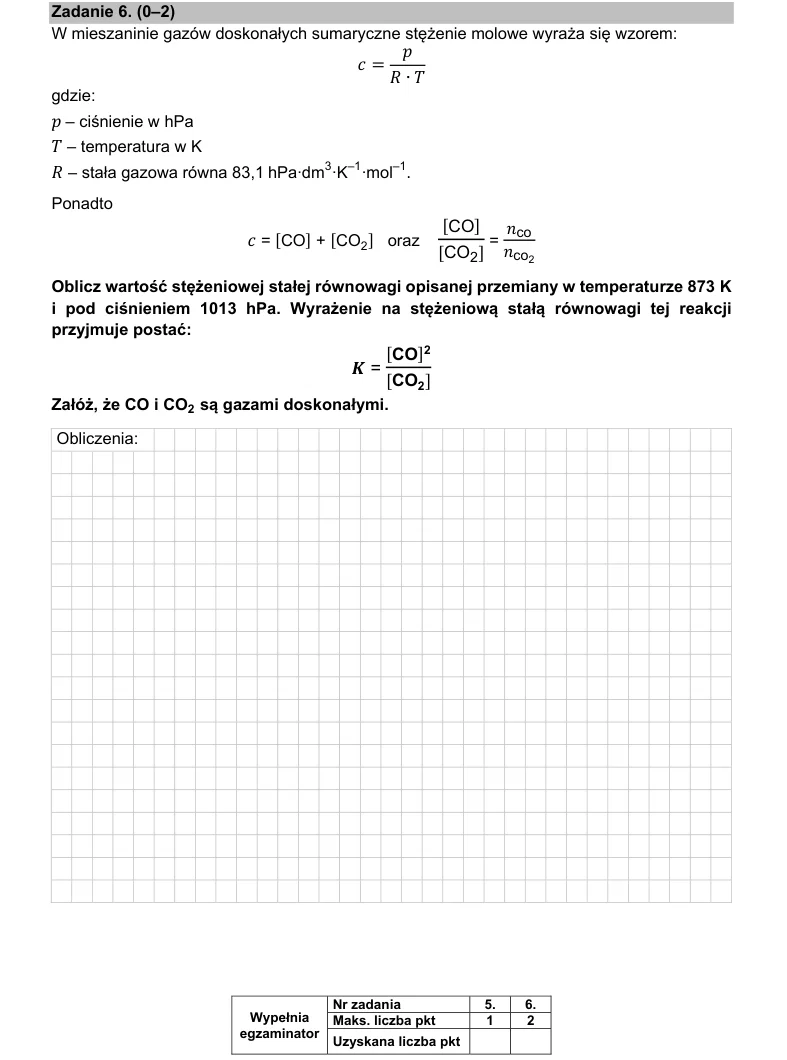 Zadanie 6. (0–2)
W mieszaninie gazów doskonałych sumaryczne stężenie molowe wyraża się wzorem:
c = p / (R · T)
gdzie:
p – ciśnienie w hPa
T – temperatura w K
R – stała gazowa równa 83,1 hPa·dm³·K⁻¹·mol⁻¹.
Ponadto
c = [CO] + [CO₂] oraz [CO] / [CO₂] = n_CO / n_CO₂
Oblicz wartość stężeniowej stałej równowagi opisanej przemiany w temperaturze 873 K
i pod ciśnieniem 1013 hPa. Wyrażenie na stężeniową stałą równowagi tej reakcji
przyjmuje postać:
K = [CO]² / [CO₂]
Załóż, że CO i CO₂ są gazami doskonałymi.
Obliczenia:
Wypełnia egzaminator
Nr zadania 5. 6.
Maks. liczba pkt 1 2
Uzyskana liczba pkt